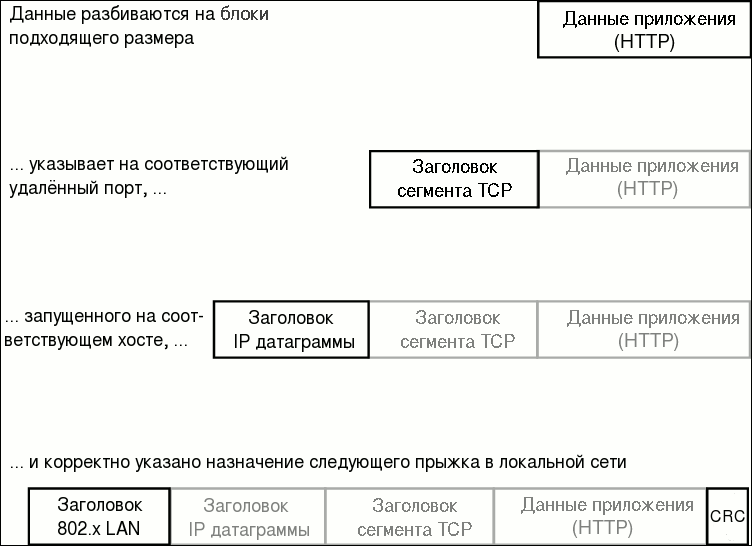 Данные разбиваются на блоки
подходящего размера
Данные приложения
(HTTP)
... указывает на соответствующий
удалённый порт, ...
Заголовок
сегмента TCP
Данные приложения
(HTTP)
... запущенного на соот-
ветствующем хосте, ...
Заголовок
IP датаграммы
Заголовок
сегмента TCP
Данные приложения
(HTTP)
... и корректно указано назначение следующего прыжка в локальной сети
Заголовок
802.x LAN
Заголовок
IP датаграммы
Заголовок
сегмента TCP
Данные приложения
(HTTP)
CRC